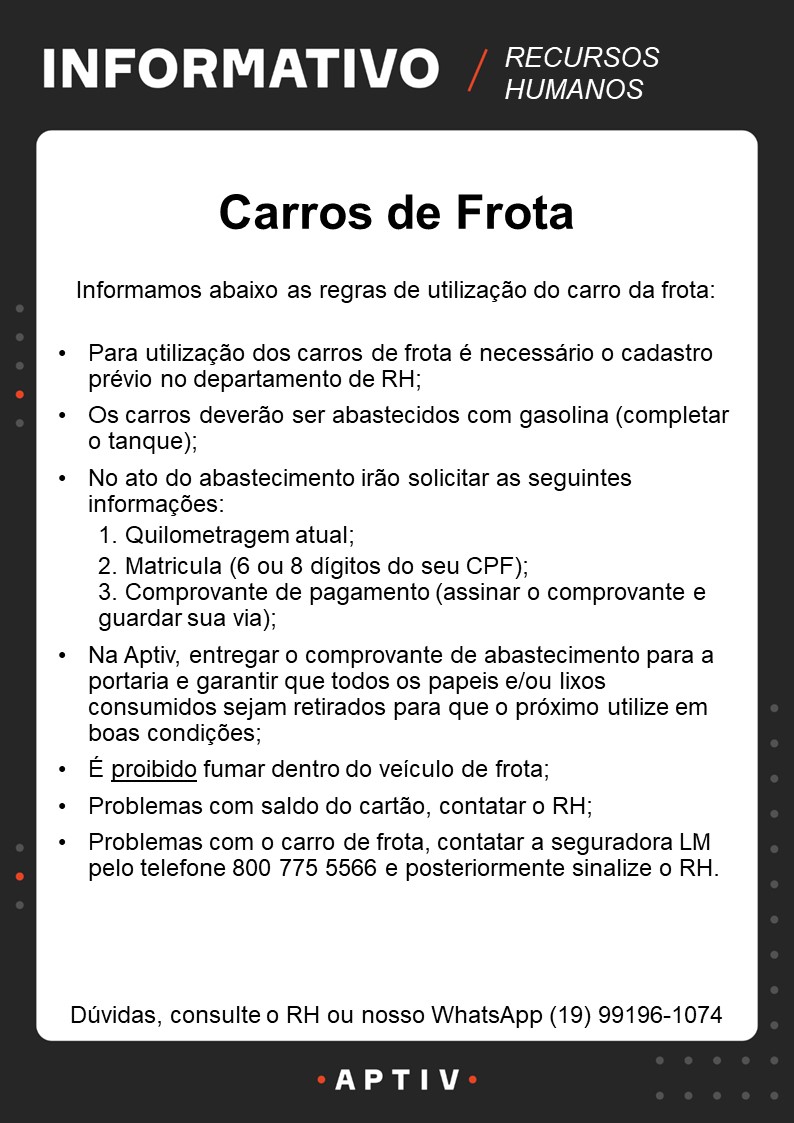 INFORMATIVO
RECURSOS
HUMANOS
Carros de Frota
Informamos abaixo as regras de utilização do carro da frota:
• Para utilização dos carros de frota é necessário o cadastro
prévio no departamento de RH;
• Os carros deverão ser abastecidos com gasolina (completar
o tanque);
• No ato do abastecimento irão solicitar as seguintes
informações:
1. Quilometragem atual;
2. Matricula (6 ou 8 dígitos do seu CPF);
3. Comprovante de pagamento (assinar o comprovante e
guardar sua via);
• Na Aptiv, entregar o comprovante de abastecimento para a
portaria e garantir que todos os papeis e/ou lixos
consumidos sejam retirados para que o próximo utilize em
boas condições;
• É proibido fumar dentro do veículo de frota;
• Problemas com saldo do cartão, contatar o RH;
• Problemas com o carro de frota, contatar a seguradora LM
pelo telefone 800 775 5566 e posteriormente sinalize o RH.
Dúvidas, consulte o RH ou nosso WhatsApp (19) 99196-1074
• APTIV •